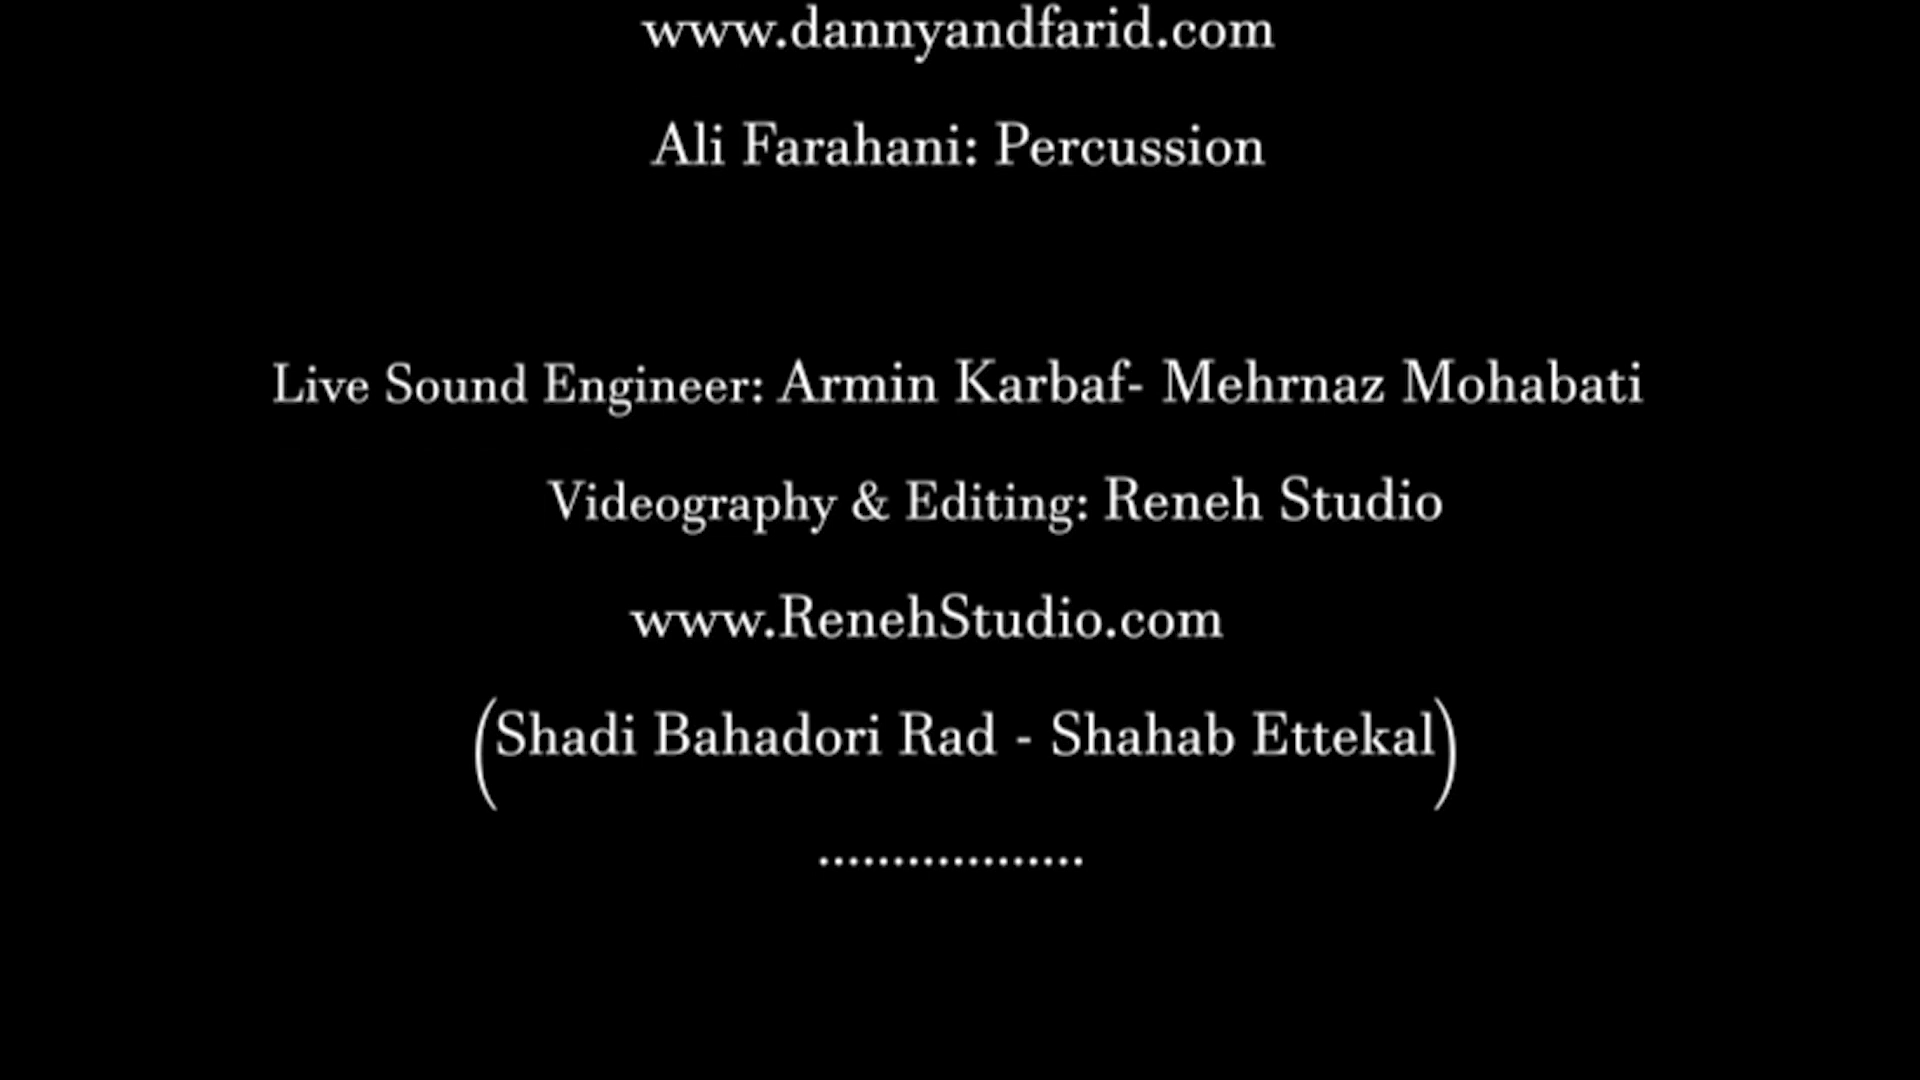 www.dannyandfarid.com
Ali Farahani: Percussion
Live Sound Engineer: Armin Karbaf- Mehrnaz Mohabati
Videography & Editing: Reneh Studio
www.RenehStudio.com
(Shadi Bahadori Rad - Shahab Ettekal)
..................